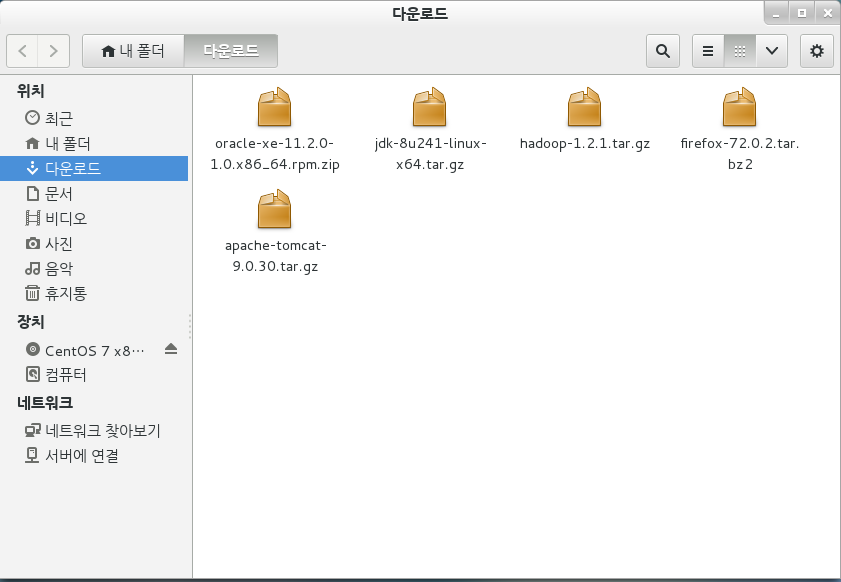 다운로드
내 폴더
다운로드
위치
최근
내 폴더
다운로드
문서
비디오
사진
음악
휴지통
장치
CentOS 7 x8…
컴퓨터
네트워크
네트워크 찾아보기
서버에 연결
oracle-xe-11.2.0-
1.0.x86_64.rpm.zip
jdk-8u241-linux-
x64.tar.gz
hadoop-1.2.1.tar.gz
firefox-72.0.2.tar.
bz2
apache-tomcat-
9.0.30.tar.gz